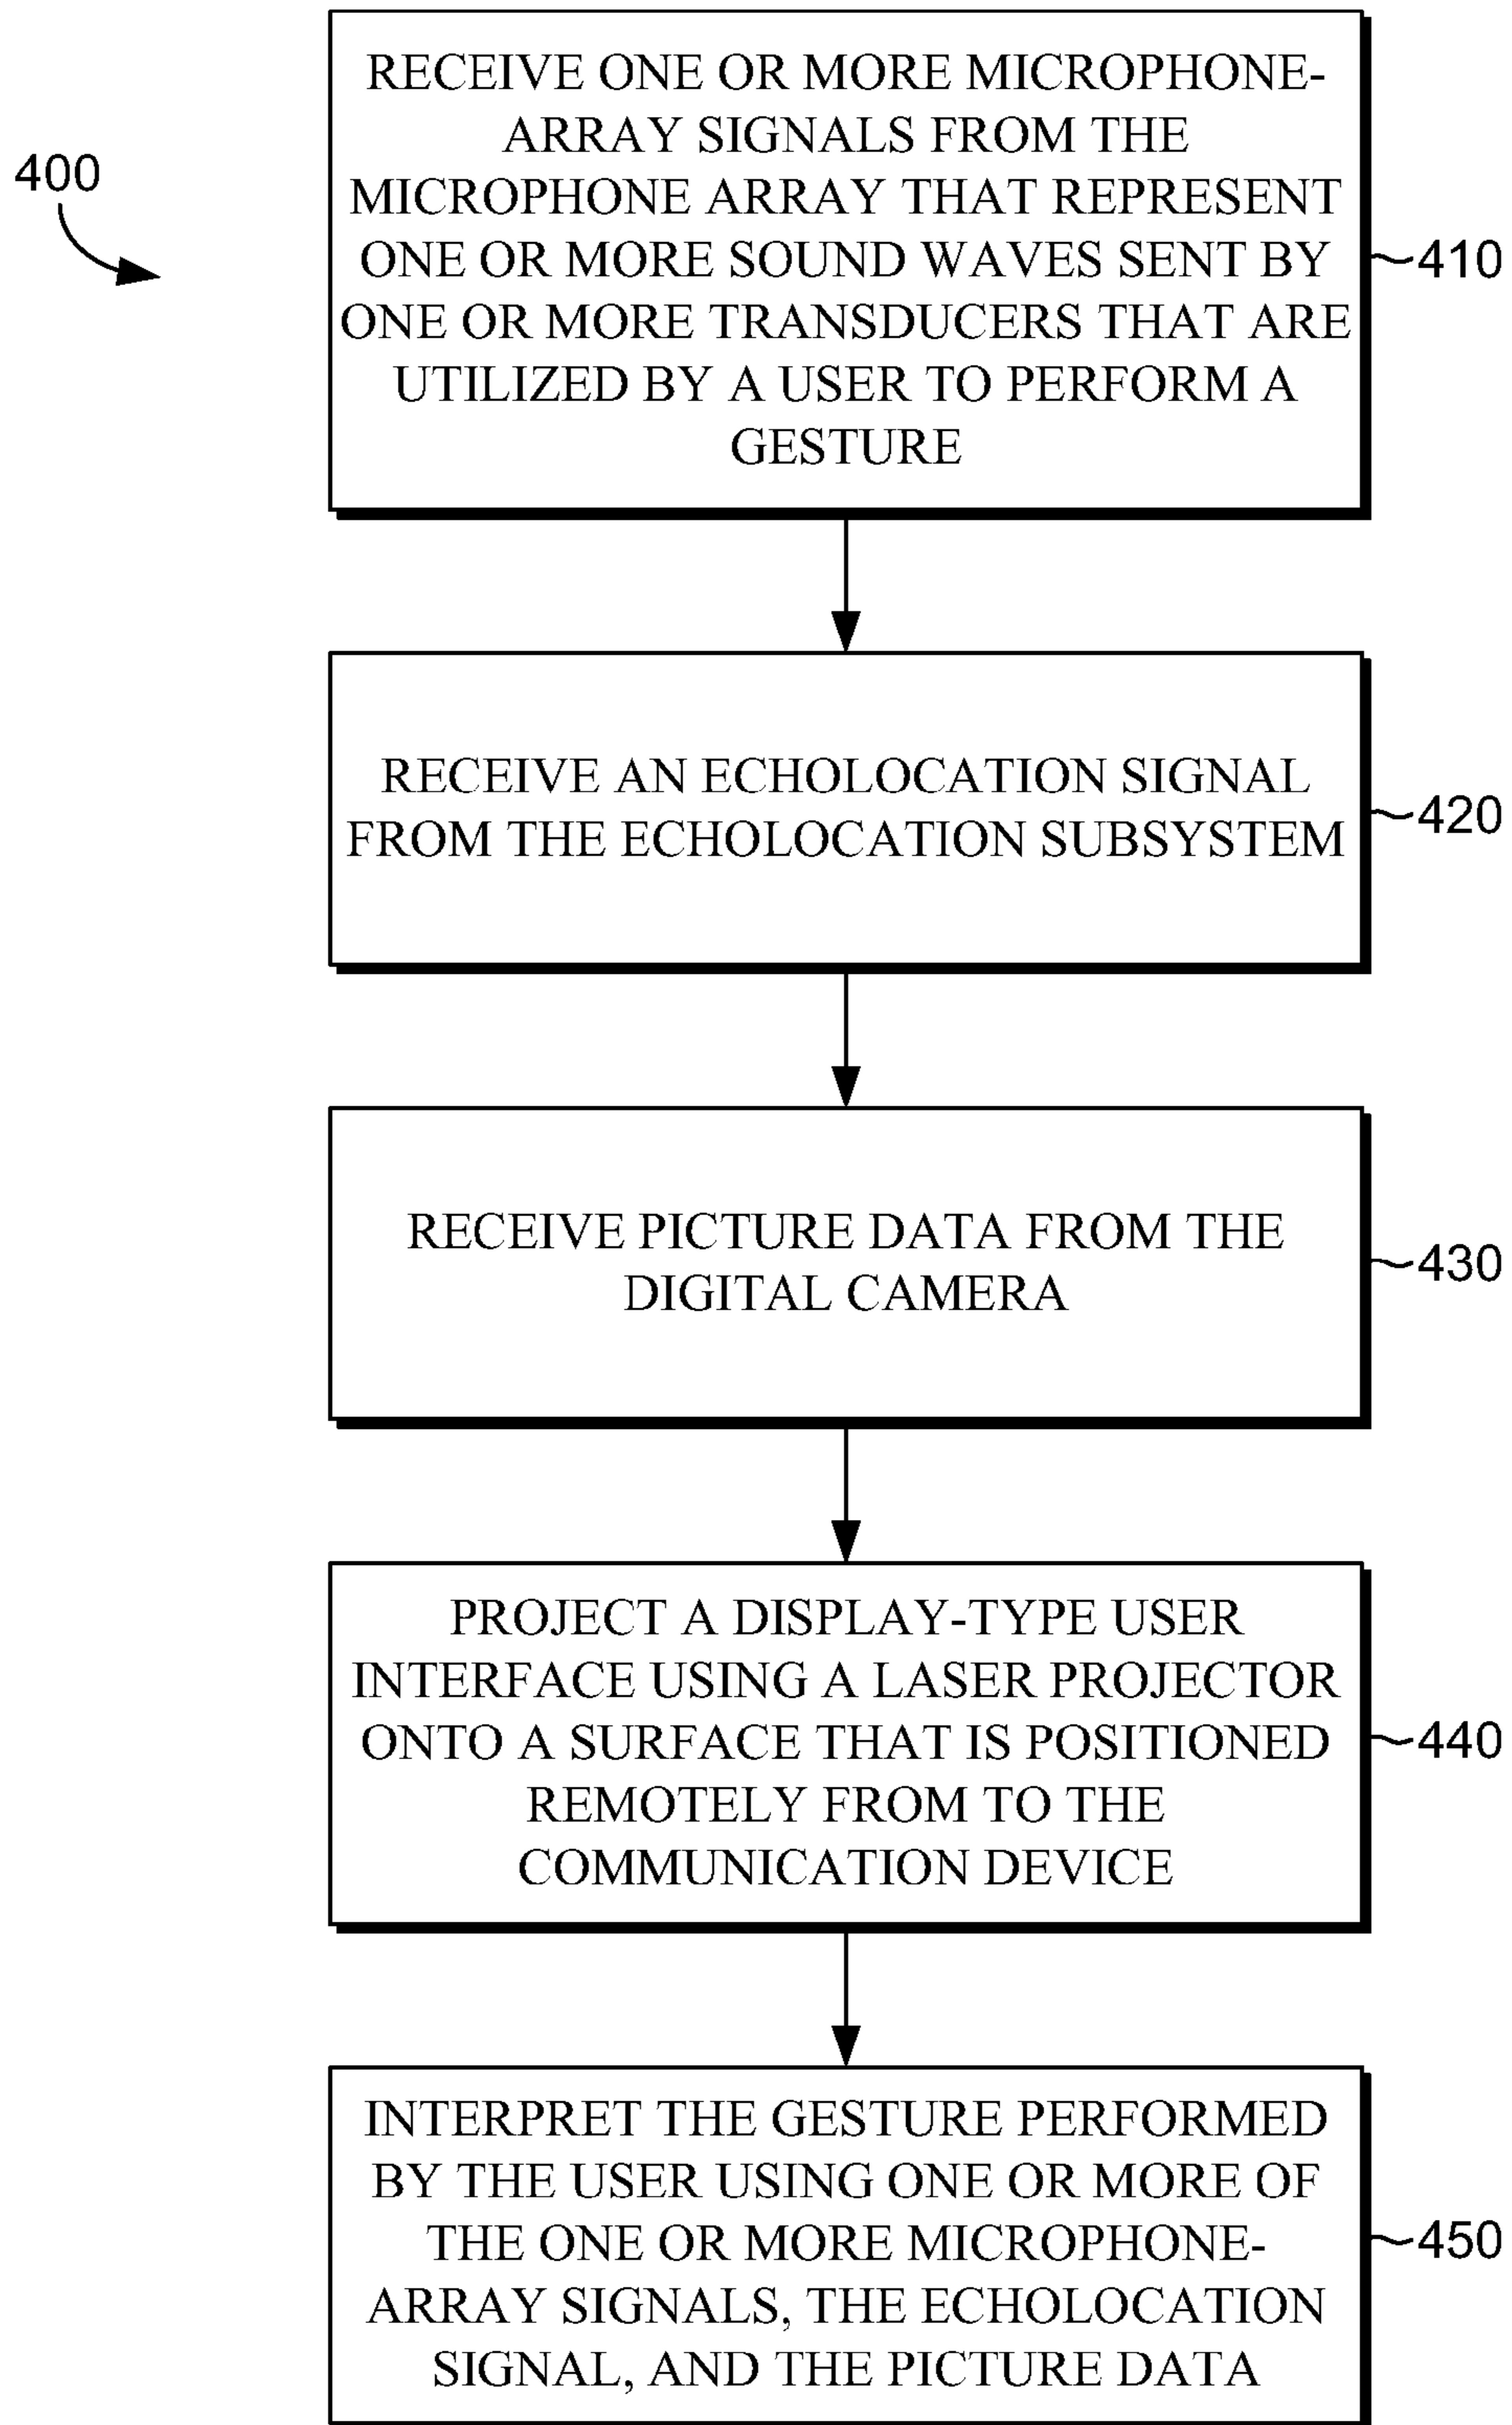 400
RECEIVE ONE OR MORE MICROPHONE-
ARRAY SIGNALS FROM THE
MICROPHONE ARRAY THAT REPRESENT
ONE OR MORE SOUND WAVES SENT BY
ONE OR MORE TRANSDUCERS THAT ARE
UTILIZED BY A USER TO PERFORM A
GESTURE
410
RECEIVE AN ECHOLOCATION SIGNAL
FROM THE ECHOLOCATION SUBSYSTEM
420
RECEIVE PICTURE DATA FROM THE
DIGITAL CAMERA
430
PROJECT A DISPLAY-TYPE USER
INTERFACE USING A LASER PROJECTOR
ONTO A SURFACE THAT IS POSITIONED
REMOTELY FROM TO THE
COMMUNICATION DEVICE
440
INTERPRET THE GESTURE PERFORMED
BY THE USER USING ONE OR MORE OF
THE ONE OR MORE MICROPHONE-
ARRAY SIGNALS, THE ECHOLOCATION
SIGNAL, AND THE PICTURE DATA
450